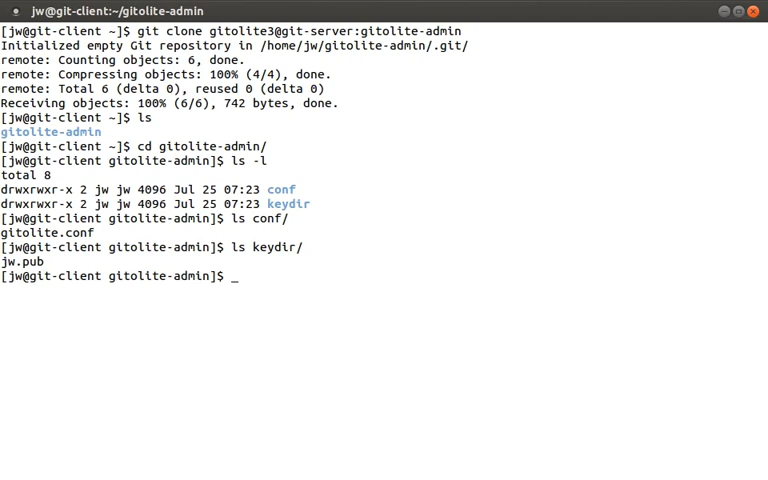 jw@git-client:~/gitolite-admin
[jw@git-client ~]$ git clone gitolite3@git-server:gitolite-admin
Initialized empty Git repository in /home/jw/gitolite-admin/.git/
remote: Counting objects: 6, done.
remote: Compressing objects: 100% (4/4), done.
remote: Total 6 (delta 0), reused 0 (delta 0)
Receiving objects: 100% (6/6), 742 bytes, done.
[jw@git-client ~]$ ls
gitolite-admin
[jw@git-client ~]$ cd gitolite-admin/
[jw@git-client gitolite-admin]$ ls -l
total 8
drwxrwxr-x 2 jw jw 4096 Jul 25 07:23 conf
drwxrwxr-x 2 jw jw 4096 Jul 25 07:23 keydir
[jw@git-client gitolite-admin]$ ls conf/
gitolite.conf
[jw@git-client gitolite-admin]$ ls keydir/
jw.pub
[jw@git-client gitolite-admin]$ _